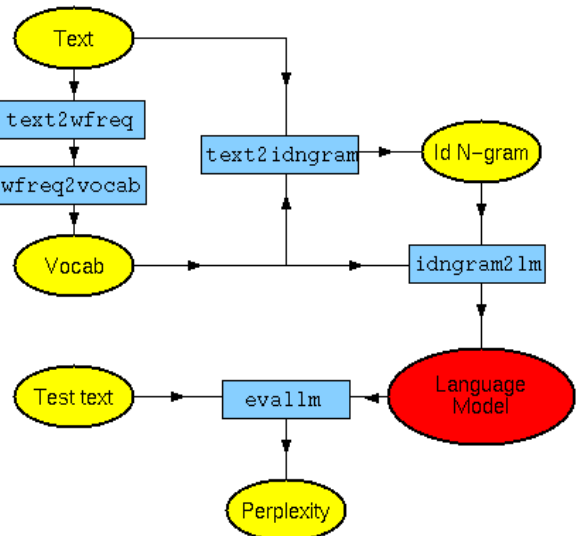 Text
text2wfreq
text2idngram
Id N-gram
wfreq2vocab
Vocab
idngram2lm
Test text
evallm
Language
Model
Perplexity